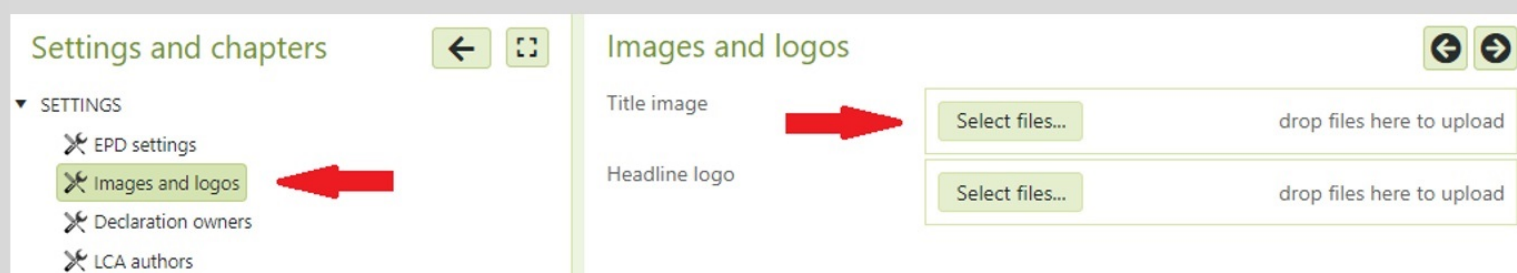 Settings and chapters
SETTINGS
EPD settings
Images and logos
Declaration owners
LCA authors
Images and logos
Title image
Select files...
drop files here to upload
Headline logo
Select files...
drop files here to upload